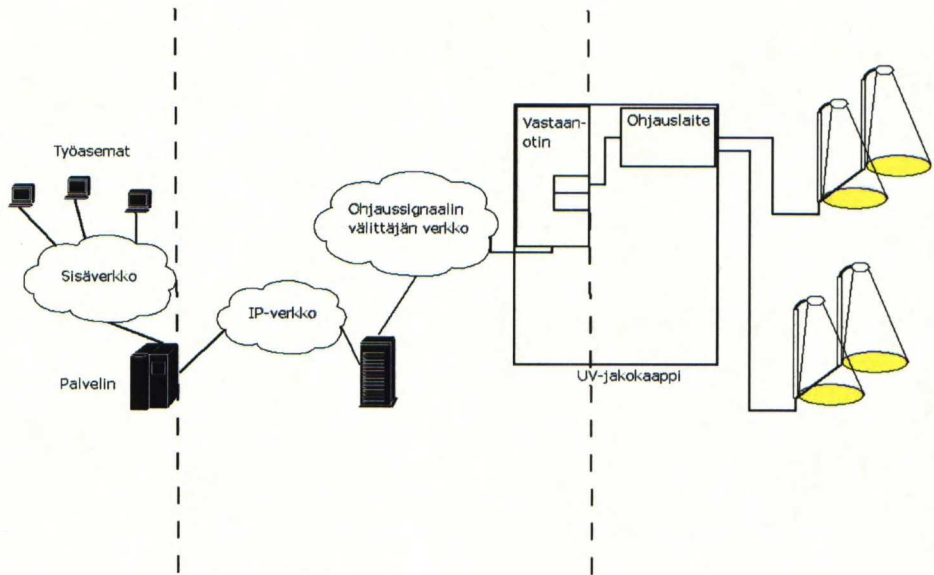 Työasemat
Sisäverkko
Palvelin
IP-verkko
Ohjaussignaalin
välittäjän verkko
Vastaan-
otin
Ohjauslaite
UV-jakokaappi